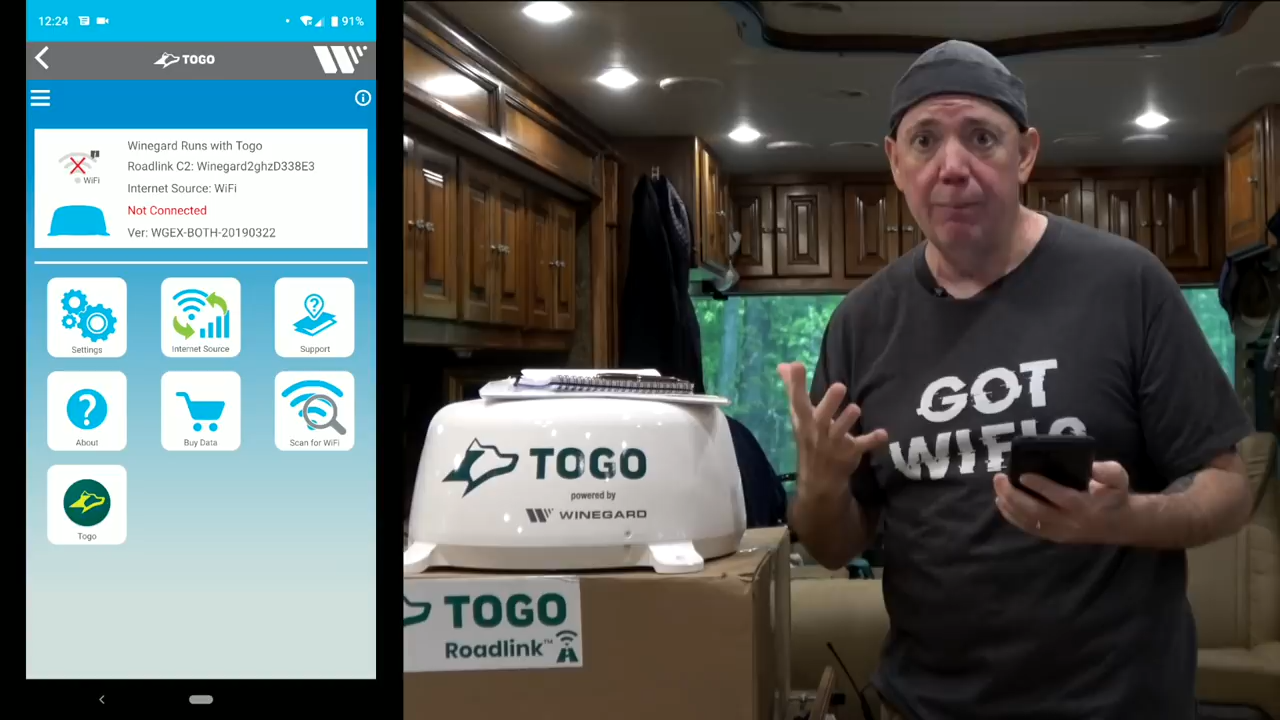 12:24
91%
TOGO
Winegard Runs with Togo
WiFi
Roadlink C2: Winegard2ghzD338E3
Internet Source: WiFi
Not Connected
Ver: WGEX-BOTH-20190322
Settings
Internet Source
Support
About
Buy Data
Scan for WiFi
Togo
TOGO
powered by
WINEGARD
TOGO
Roadlink™
GOT
WIFI?